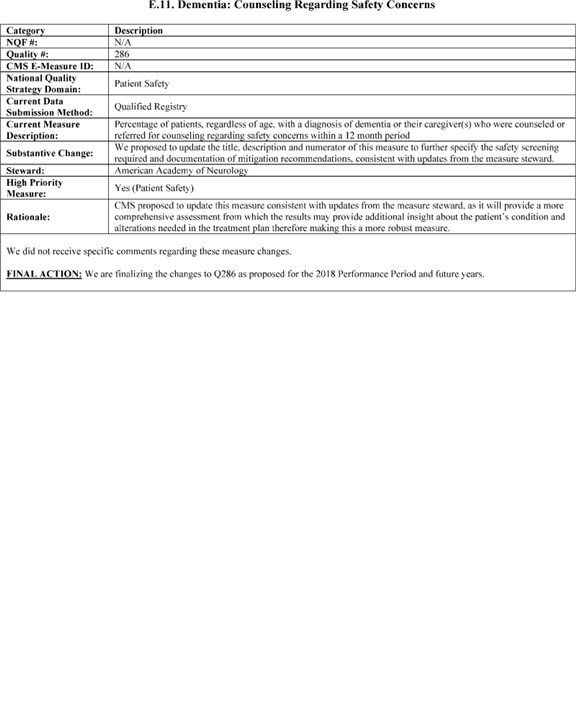 E.11. Dementia: Counseling Regarding Safety Concerns
Category Description
NQF #: N/A
Quality #: 286
CMS E-Measure ID: N/A
National Quality
Strategy Domain: Patient Safety
Current Data
Submission Method: Qualified Registry
Current Measure
Description:
Percentage of patients, regardless of age, with a diagnosis of dementia or their caregiver(s) who were counseled or
referred for counseling regarding safety concerns within a 12 month period
Substantive Change:
We proposed to update the title, description and numerator of this measure to further specify the safety screening
required and documentation of mitigation recommendations, consistent with updates from the measure steward.
Steward: American Academy of Neurology
High Priority
Measure: Yes (Patient Safety)
Rationale:
CMS proposed to update this measure consistent with updates from the measure steward, as it will provide a more
comprehensive assessment from which the results may provide additional insight about the patient's condition and
alterations needed in the treatment plan therefore making this a more robust measure.
We did not receive specific comments regarding these measure changes.
FINAL ACTION: We are finalizing the changes to Q286 as proposed for the 2018 Performance Period and future years.